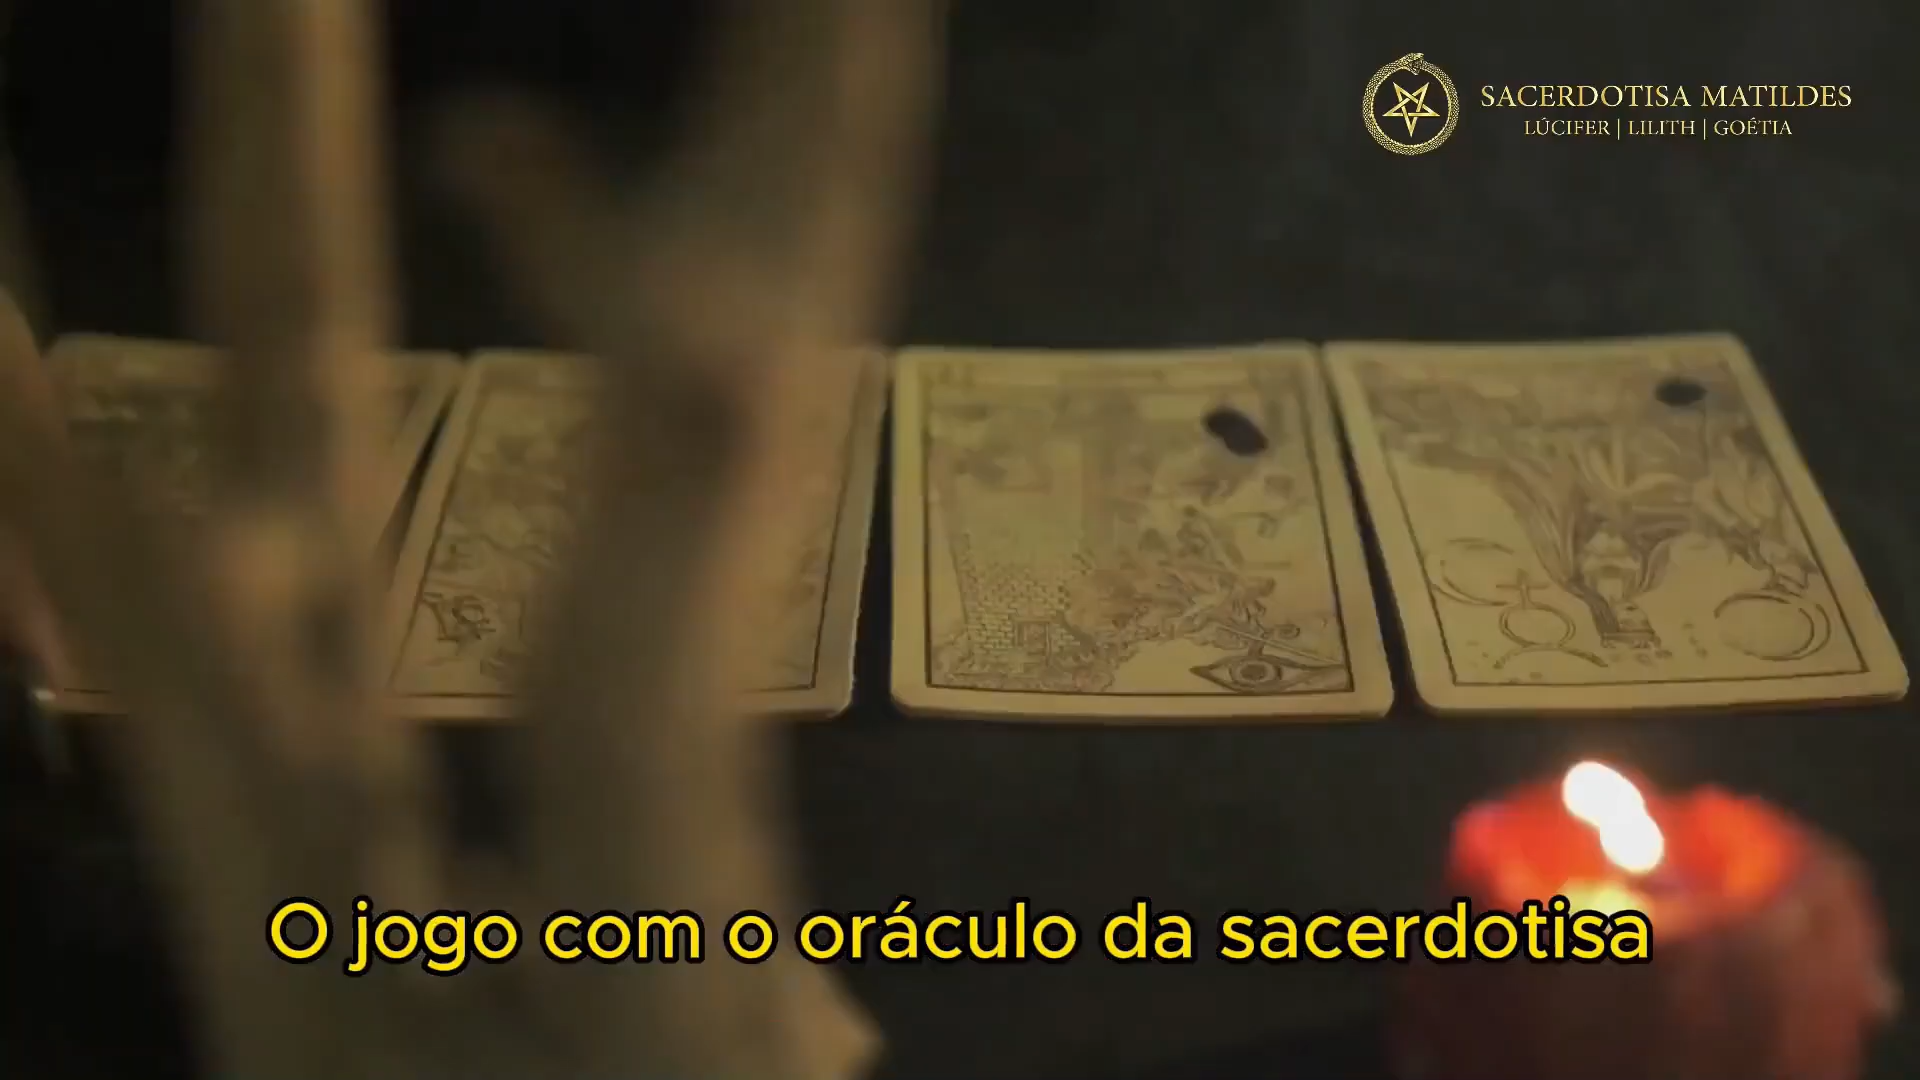 SACERDOTISA MATILDES
LÚCIFER | LILITH | GOÉTIA
O jogo com o oráculo da sacerdotisa